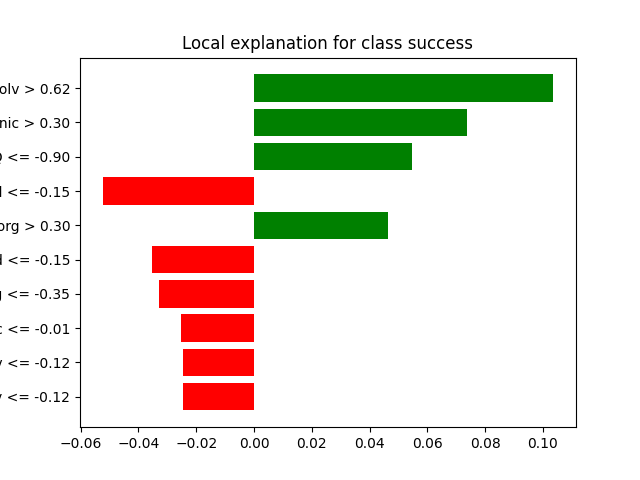 Local explanation for class success
olv > 0.62
nic > 0.30
<= -0.90
<= -0.15
org > 0.30
<= -0.15
<= -0.35
<= -0.01
<= -0.12
<= -0.12
−0.06 −0.04 −0.02 0.00 0.02 0.04 0.06 0.08 0.10